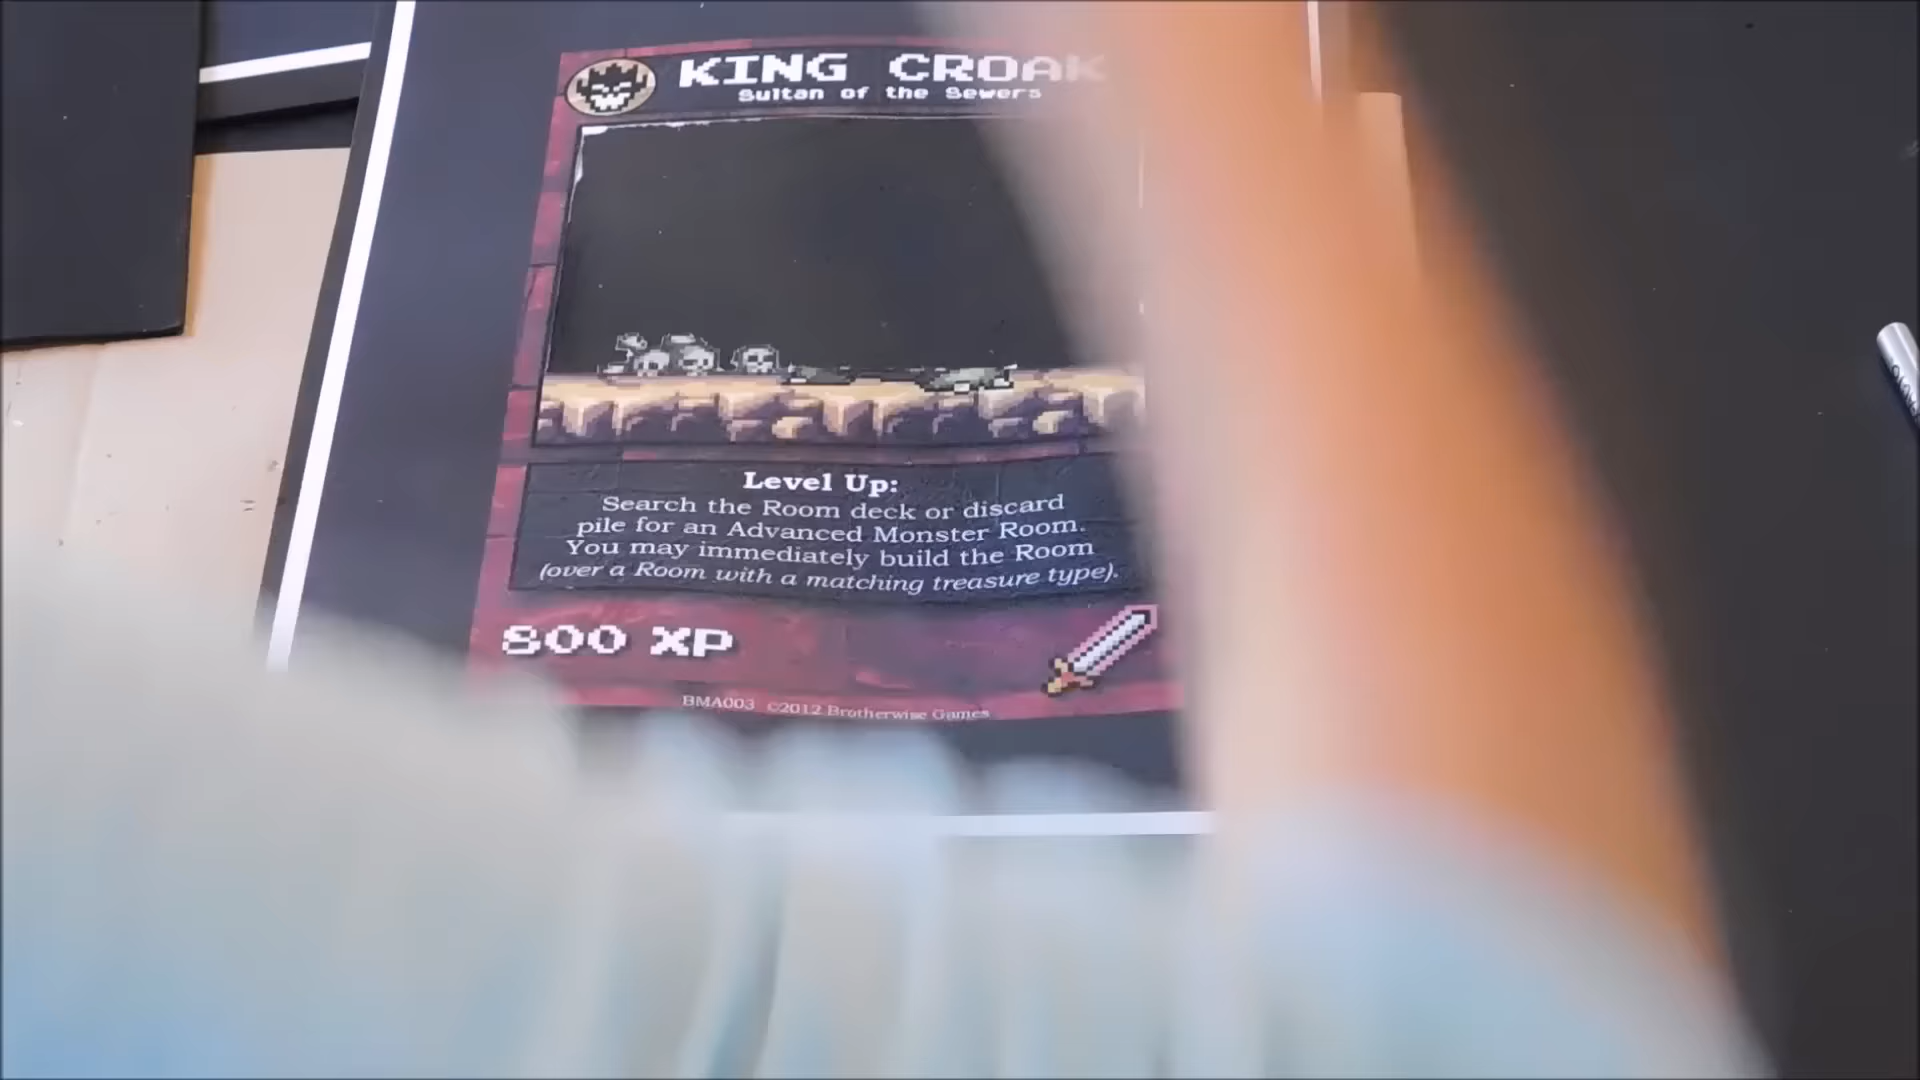 KING CROAK
Sultan of the Sewers
Level Up:
Search the Room deck or discard
pile for an Advanced Monster Room.
You may immediately build the Room
(over a Room with a matching treasure type).
800 XP
BMA003 ©2012 Brotherwise Games